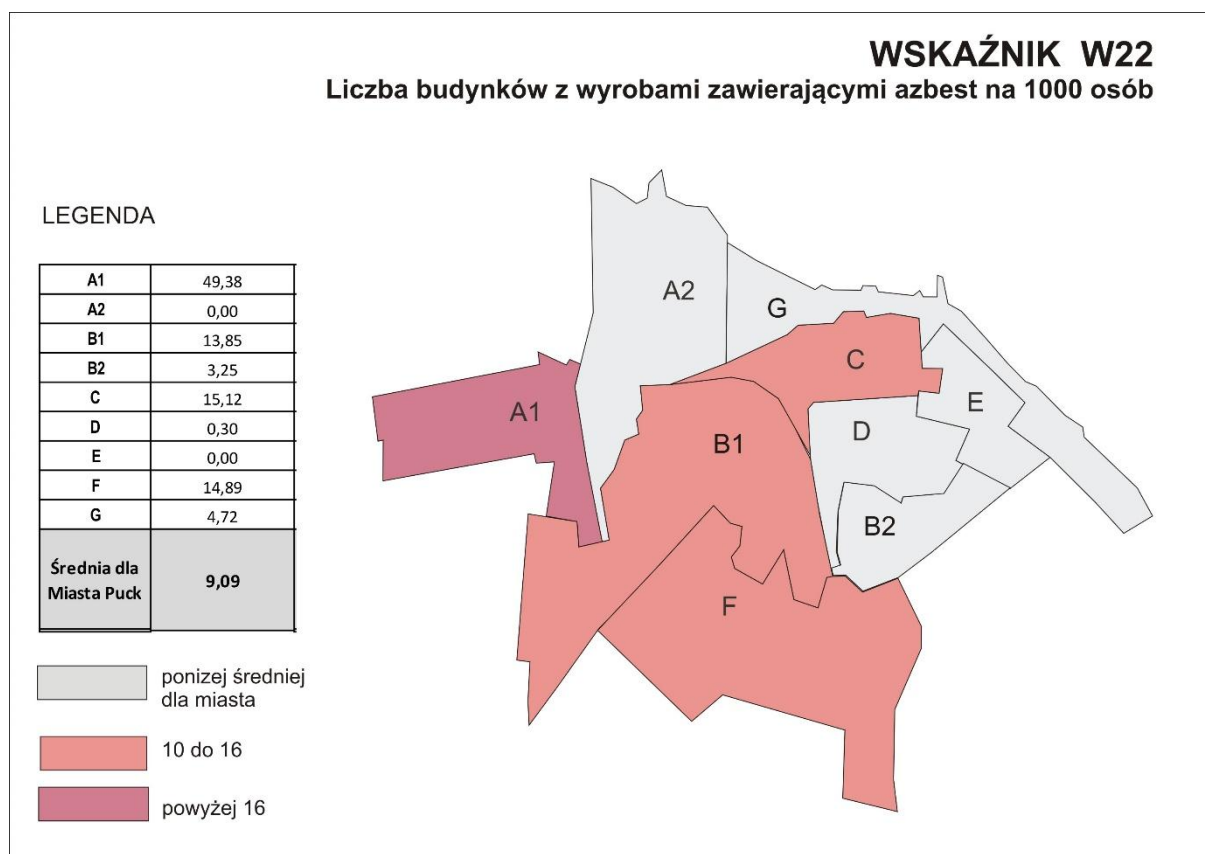 WSKAŹNIK W22
Liczba budynków z wyrobami zawierającymi azbest na 1000 osób
LEGENDA
A1 49,38
A2 0,00
B1 13,85
B2 3,25
C 15,12
D 0,30
E 0,00
F 14,89
G 4,72
Średnia dla
Miasta Puck 9,09
ponizej średniej
dla miasta
10 do 16
powyżej 16
A2
G
C
A1
E
B1
D
B2
F